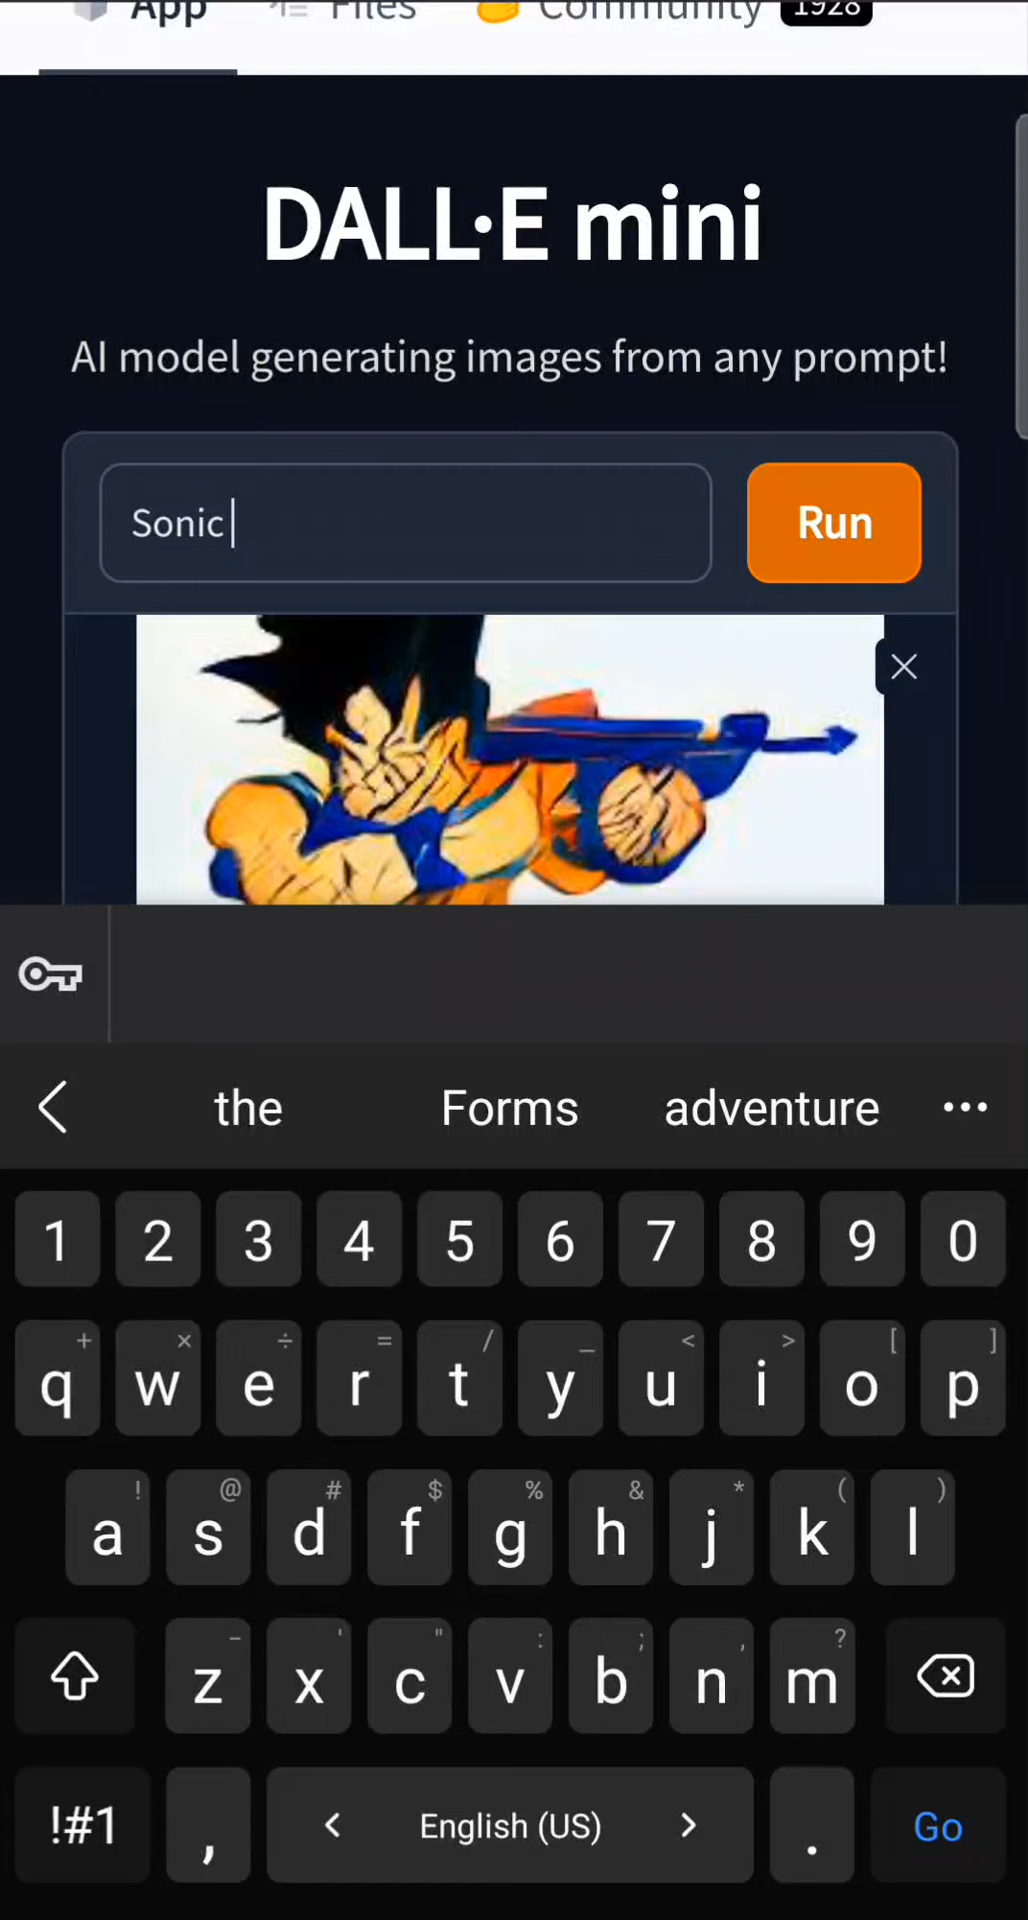 App Files Community 1928
DALL·E mini
AI model generating images from any prompt!
Sonic
Run
the Forms adventure
1 2 3 4 5 6 7 8 9 0
+ × ÷ = / _ < > [ ]
q w e r t y u i o p
! @ # $ % & * ( )
a s d f g h j k l
- ' " : ; , ?
z x c v b n m
!#1 , < English (US) > . Go